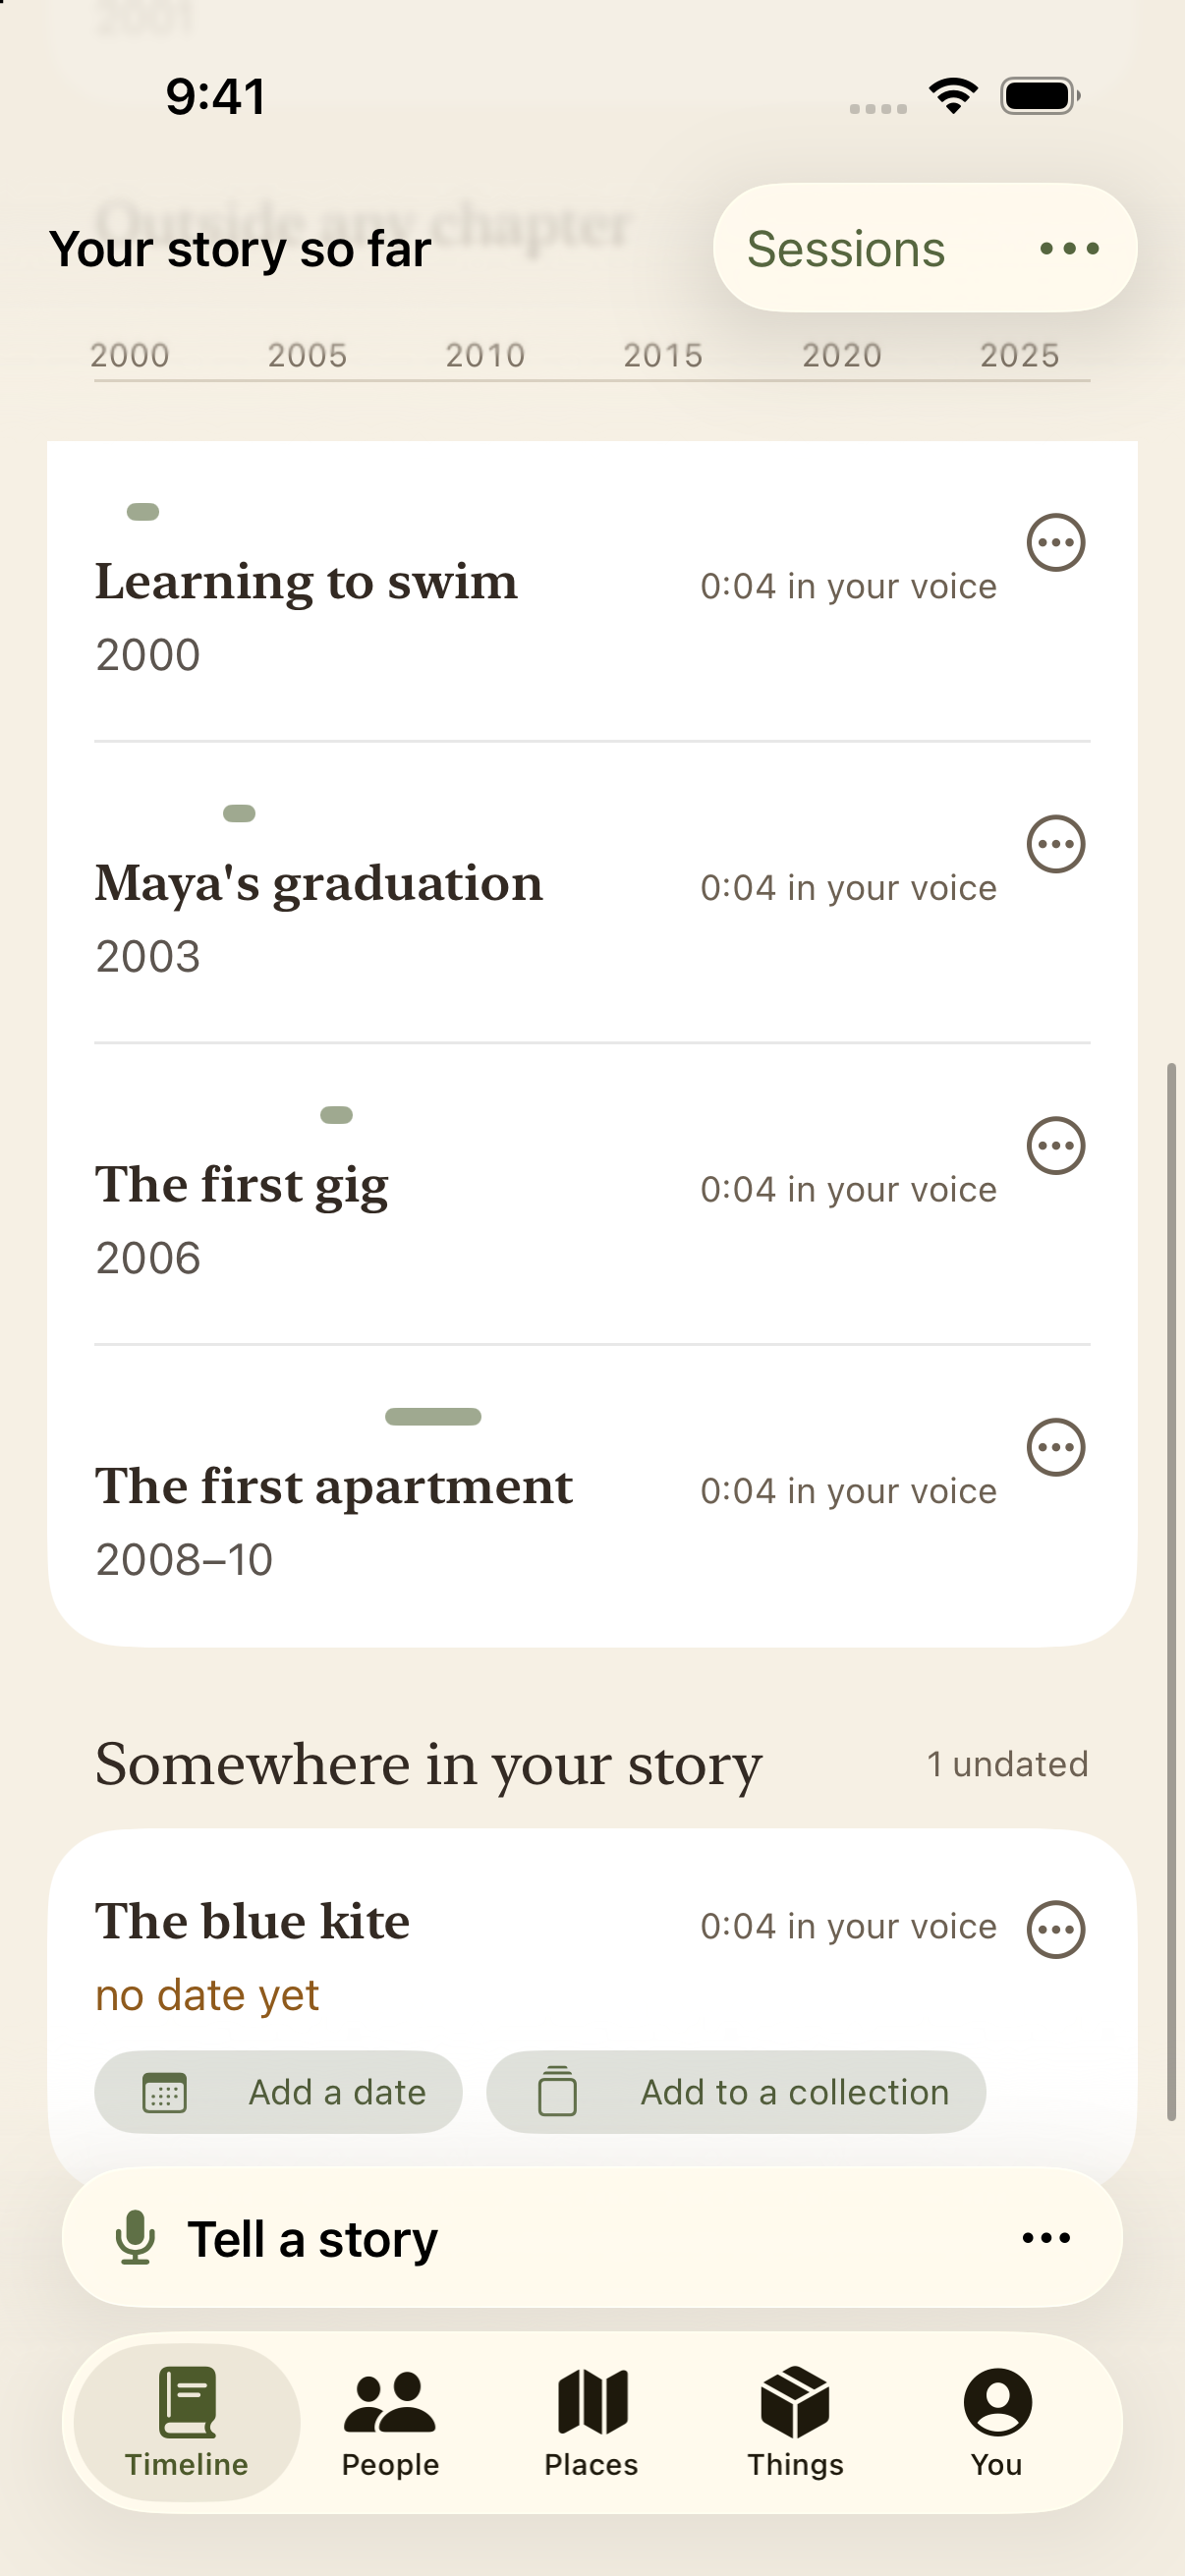 2001
9:41
Outside any chapter
Your story so far
Sessions
2000 2005 2010 2015 2020 2025
Learning to swim
0:04 in your voice
2000
Maya's graduation
0:04 in your voice
2003
The first gig
0:04 in your voice
2006
The first apartment
0:04 in your voice
2008–10
Somewhere in your story
1 undated
The blue kite
0:04 in your voice
no date yet
Add a date
Add to a collection
Tell a story
Timeline
People
Places
Things
You